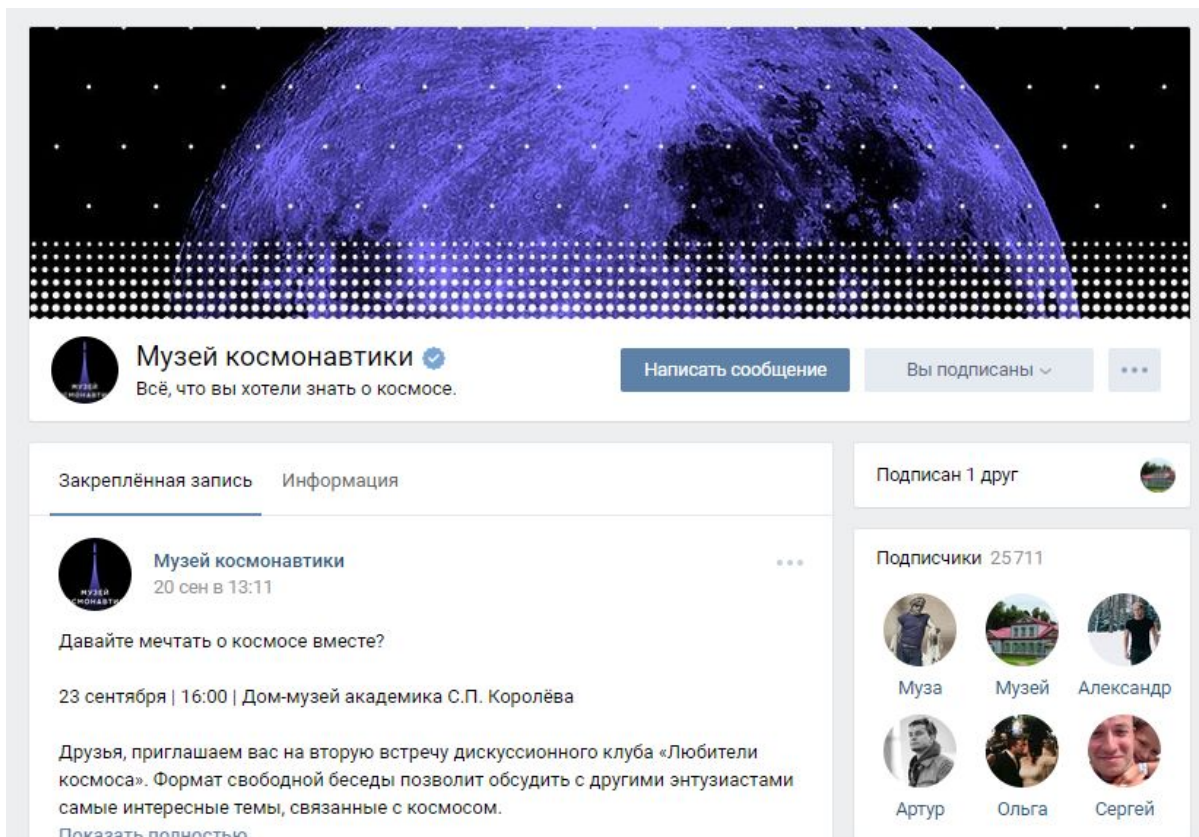 Музей космонавтики
Всё, что вы хотели знать о космосе.
Написать сообщение
Вы подписаны
МУЗЕЙ
Закреплённая запись
Информация
Подписан 1 друг
Музей космонавтики
20 сен в 13:11
МУЗЕЙ
Давайте мечтать о космосе вместе?
23 сентября | 16:00 | Дом-музей академика С.П. Королёва
Друзья, приглашаем вас на вторую встречу дискуссионного клуба «Любители
космоса». Формат свободной беседы позволит обсудить с другими энтузиастами
самые интересные темы, связанные с космосом.
Показать полностью
Подписчики 25711
Муза
Музей
Александр
Артур
Ольга
Сергей